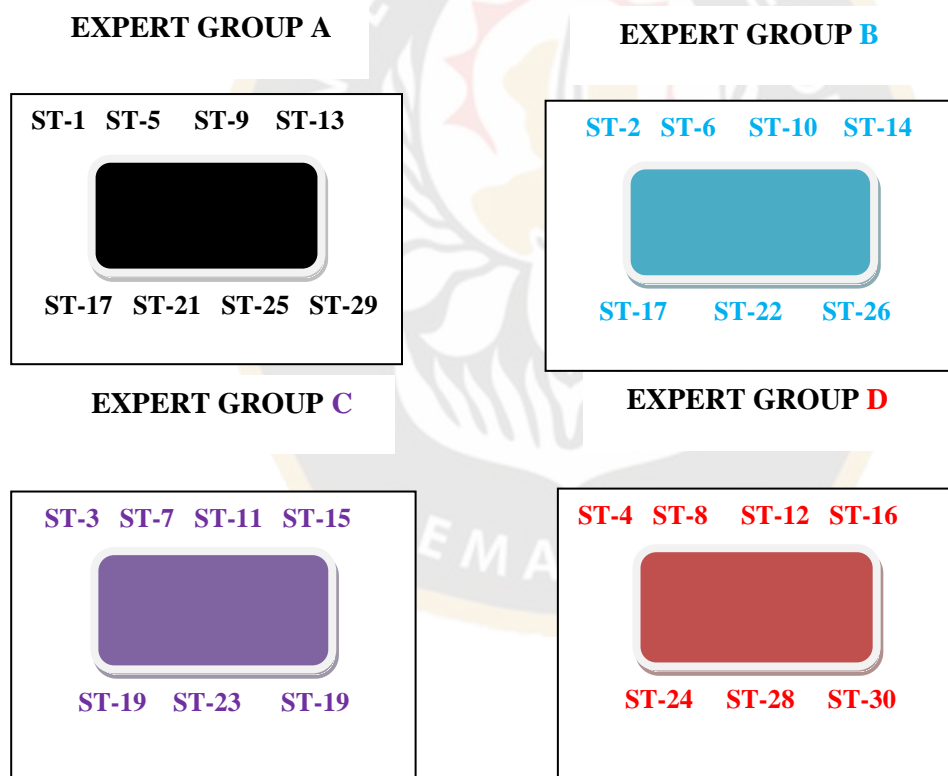 EXPERT GROUP A
EXPERT GROUP B
ST-1 ST-5 ST-9 ST-13
ST-2 ST-6 ST-10 ST-14
ST-17 ST-21 ST-25 ST-29
ST-17 ST-22 ST-26
EXPERT GROUP C
EXPERT GROUP D
ST-3 ST-7 ST-11 ST-15
ST-4 ST-8 ST-12 ST-16
ST-19 ST-23 ST-19
ST-24 ST-28 ST-30
EMA